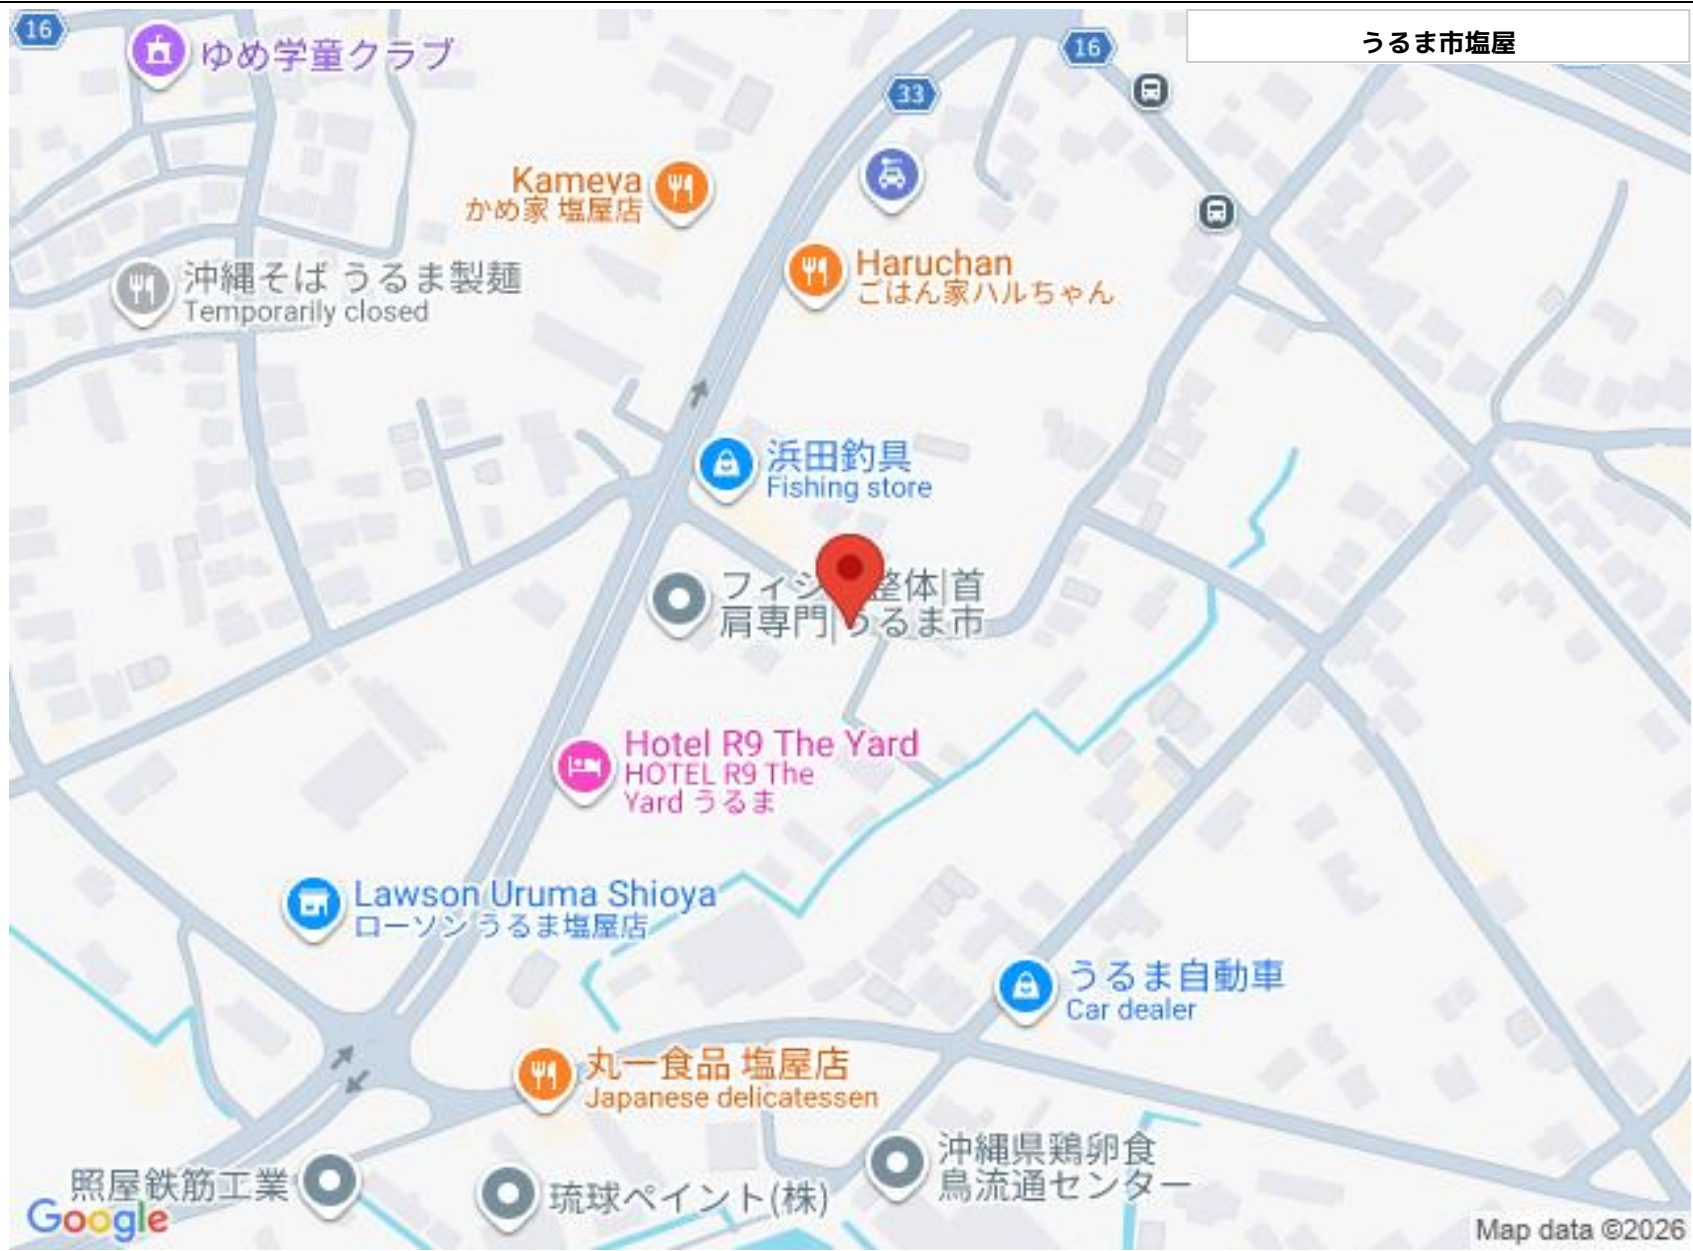 16
ゆめ学童クラブ
16
うるま市塩屋
33
Kameya
かめ家 塩屋店
沖縄そば うるま製麺
Temporarily closed
Haruchan
ごはん家ハルちゃん
浜田釣具
Fishing store
フィジ 整体|首
肩専門|うるま市
Hotel R9 The Yard
HOTEL R9 The
Yard うるま
Lawson Uruma Shioya
ローソン うるま塩屋店
うるま自動車
Car dealer
丸一食品 塩屋店
Japanese delicatessen
沖縄県鶏卵食
鳥流通センター
照屋鉄筋工業
琉球ペイント(株)
Google
Map data ©2026